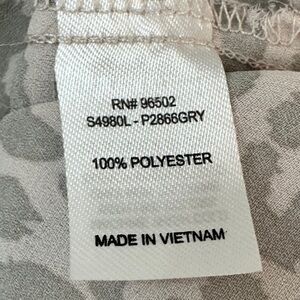 RN# 96502
S4980L - P2866GRY
100% POLYESTER
MADE IN VIETNAM